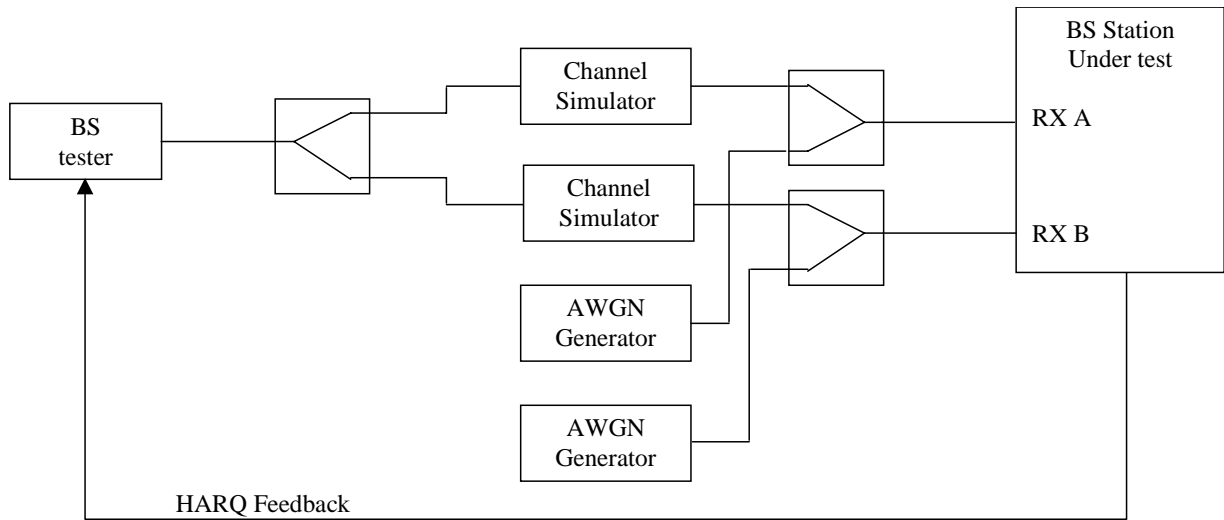 BS Station
Under test
Channel
Simulator
BS
tester
RX A
Channel
Simulator
RX B
AWGN
Generator
AWGN
Generator
HARQ Feedback